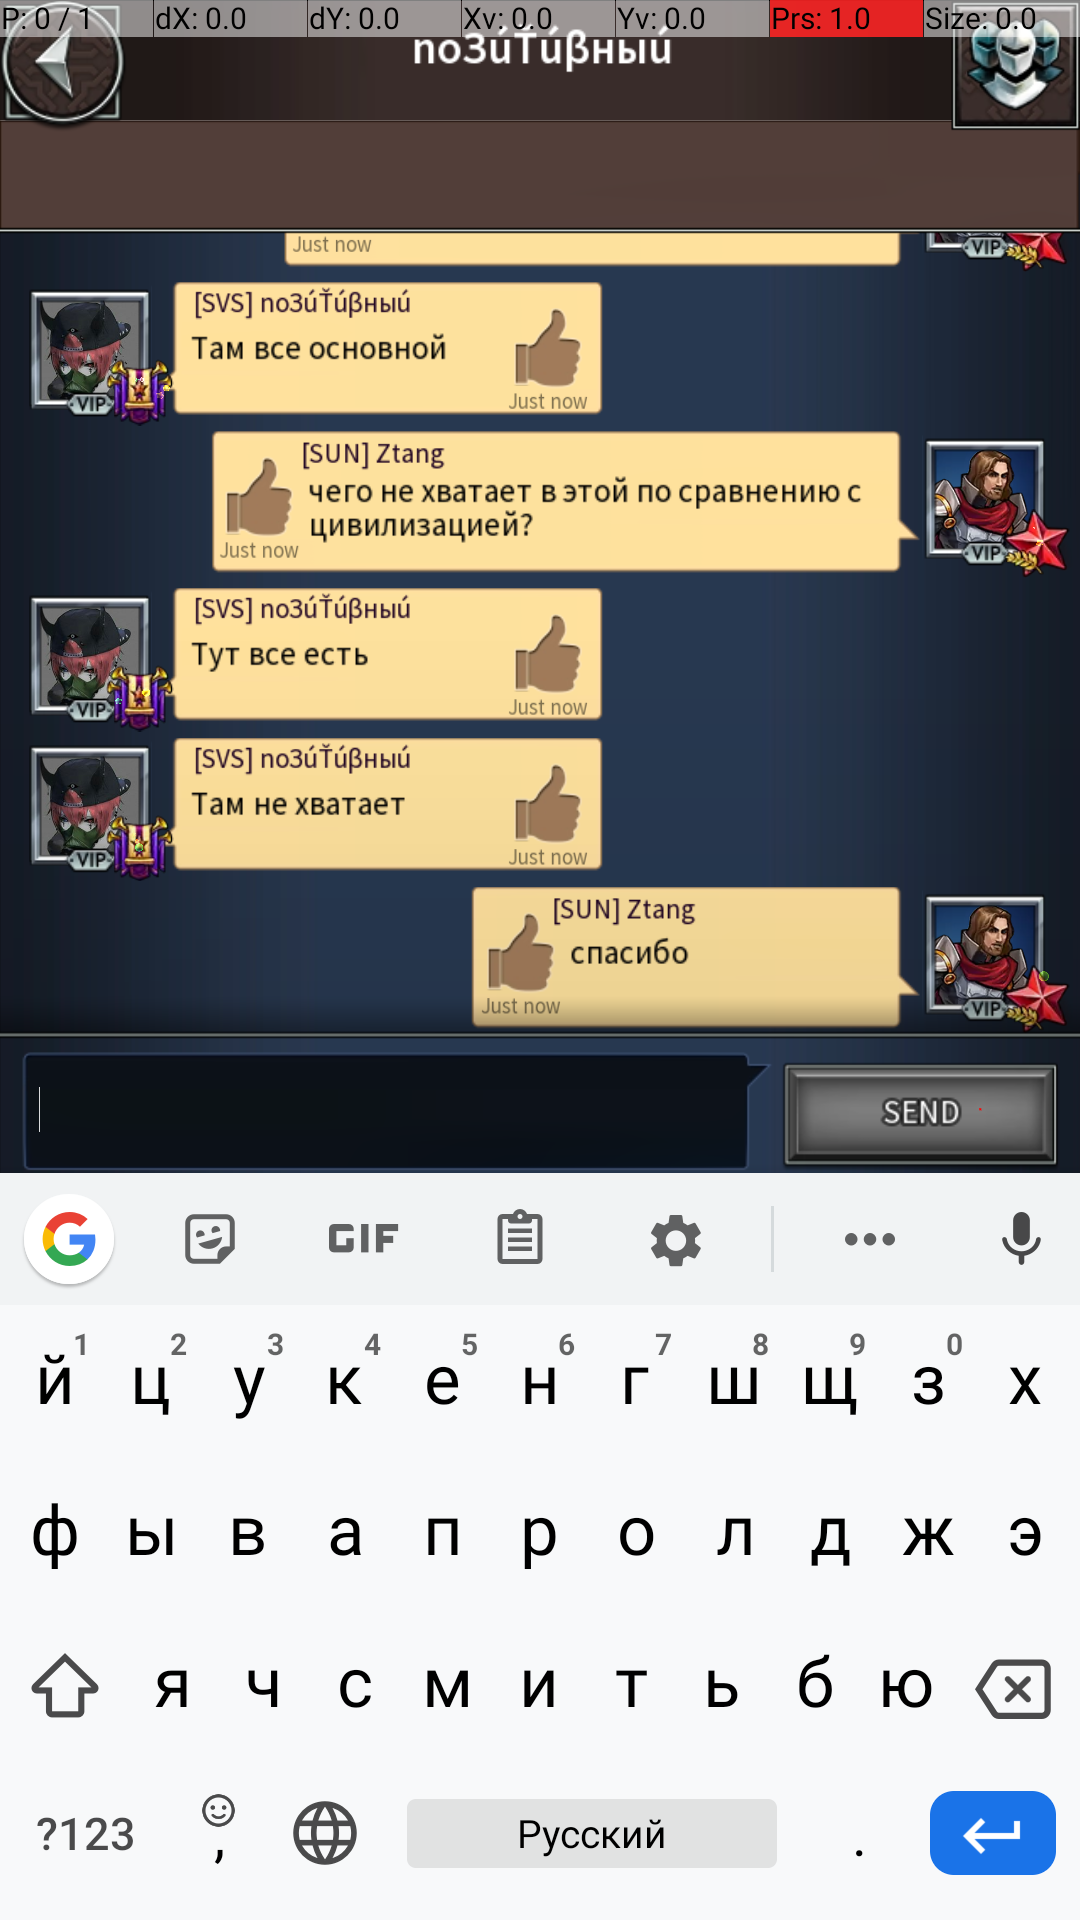 P: 0 / 1 dX: 0.0 dY: 0.0 Xv: 0.0 Yv: 0.0 Prs: 1.0 Size: 0.0
поЗúŤúβныú
Just now
VIP
[SVS] поЗúŤúβныú
Там все основной
VIP
Just now
[SUN] Ztang
чего не хватает в этой по сравнению с
цивилизацией?
Just now
VIP
[SVS] поЗúŤúβныú
Тут все есть
VIP
Just now
[SVS] поЗúŤúβныú
Там не хватает
VIP
Just now
[SUN] Ztang
спасибо
Just now
VIP
SEND
G GIF
1 2 3 4 5 6 7 8 9 0
й ц у к е н г ш щ з х
ф ы в а п р о л д ж э
я ч с м и т ь б ю
?123 , Русский .